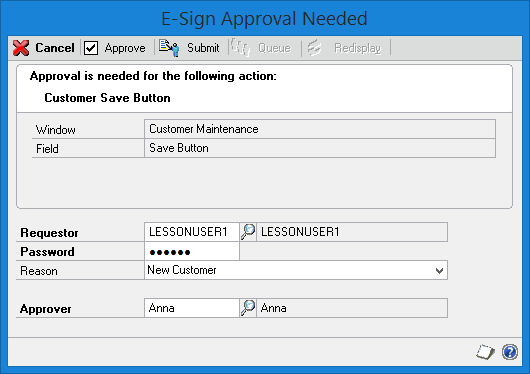 E-Sign Approval Needed
Cancel Approve Submit Queue Redisplay
Approval is needed for the following action:
Customer Save Button
Window Customer Maintenance
Field Save Button
Requestor LESSONUSER1 LESSONUSER1
Password ●●●●●●
Reason New Customer
Approver Anna Anna